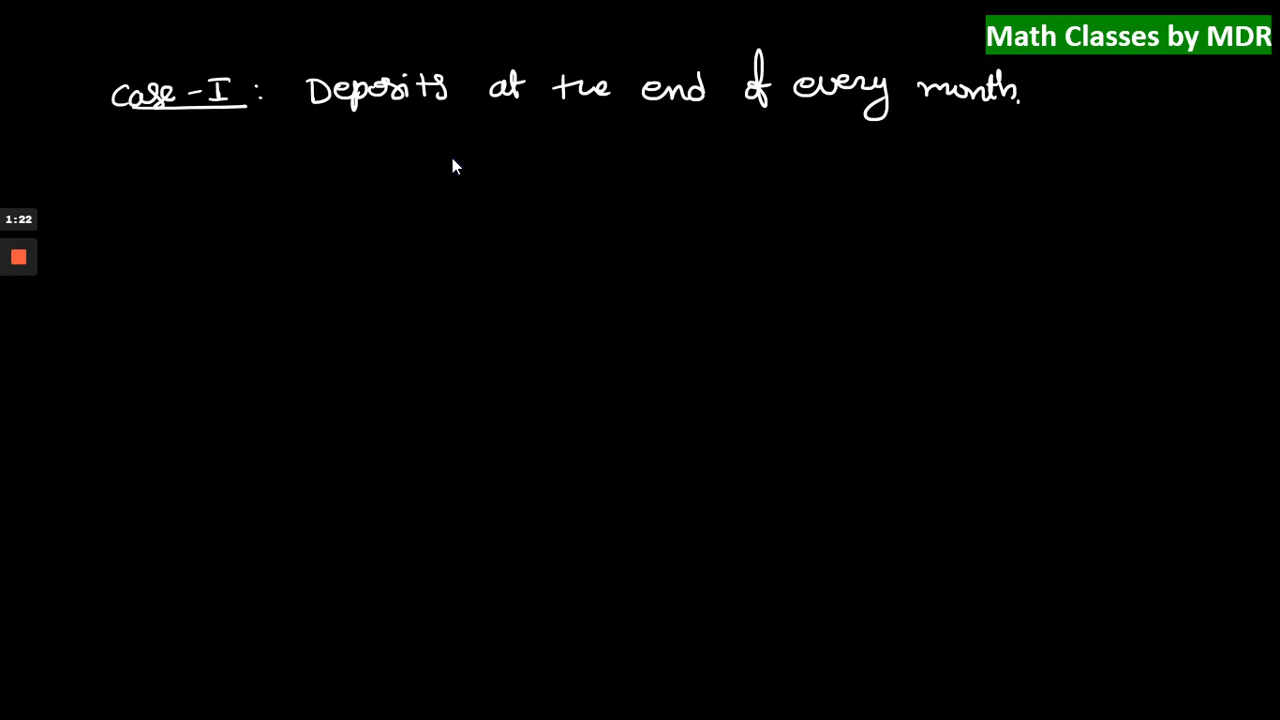 Math Classes by MDR
Case-I : Deposits at the end of every month.
1:22